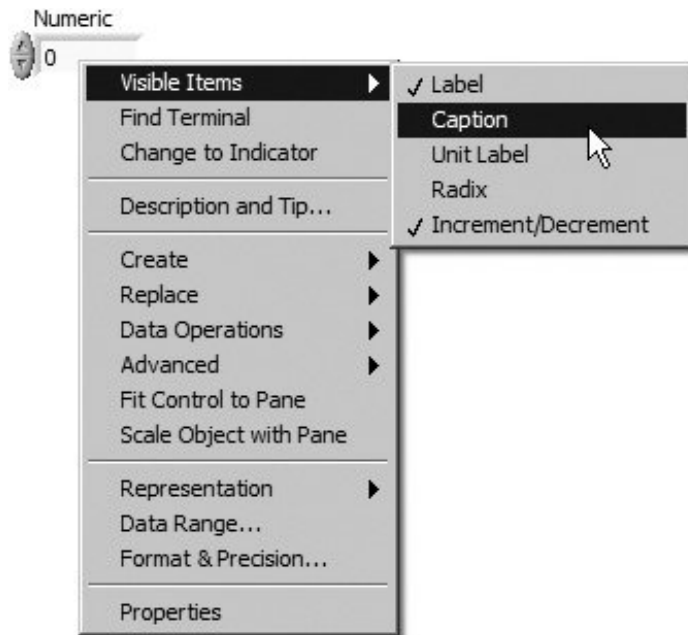 Numeric
0
Visible Items
Find Terminal
Change to Indicator
Description and Tip...
Create
Replace
Data Operations
Advanced
Fit Control to Pane
Scale Object with Pane
Representation
Data Range...
Format & Precision...
Properties
Label
Caption
Unit Label
Radix
Increment/Decrement